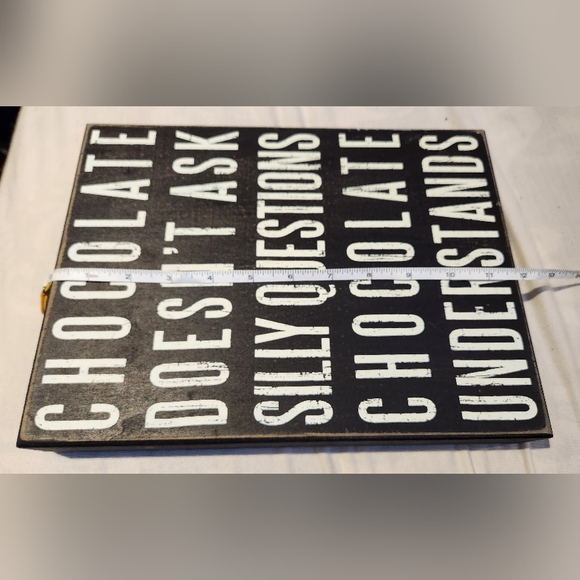 CHOCOLATE
DOESN'T ASK
SILLY QUESTIONS
CHOCOLATE
UNDERSTANDS